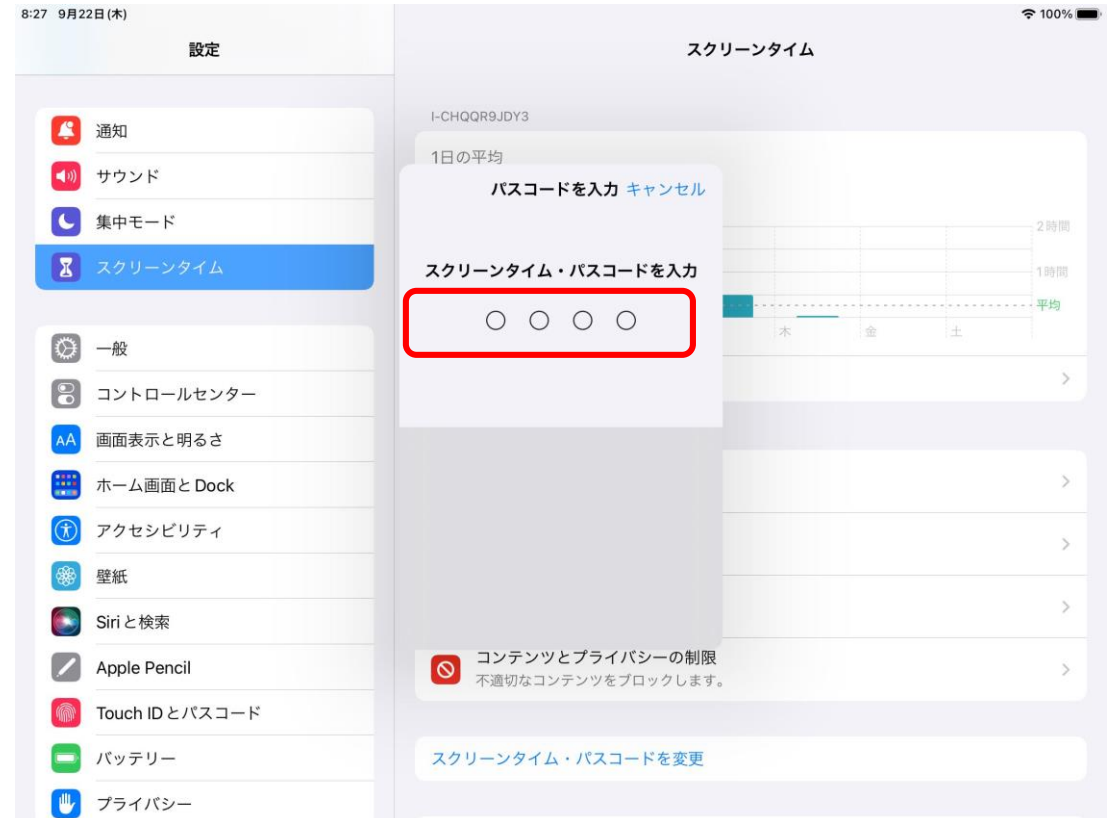 8:27 9月22日(木)
100%
設定
スクリーンタイム
通知
サウンド
集中モード
スクリーンタイム
一般
コントロールセンター
画面表示と明るさ
ホーム画面とDock
アクセシビリティ
壁紙
Siriと検索
Apple Pencil
Touch IDとパスコード
バッテリー
プライバシー
I-CHQQR9JDY3
1日の平均
パスコードを入力 キャンセル
スクリーンタイム・パスコードを入力
2時間
1時間
平均
木 金 土
コンテンツとプライバシーの制限
不適切なコンテンツをブロックします。
スクリーンタイム・パスコードを変更